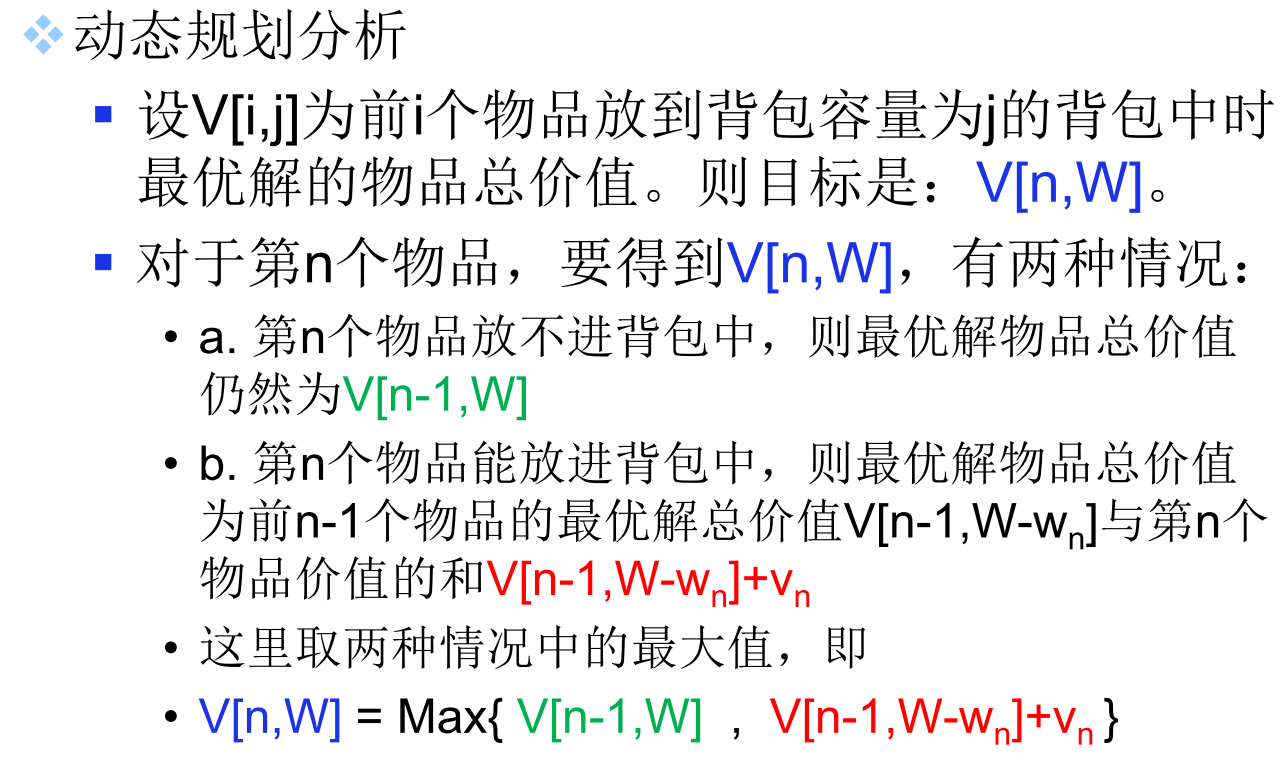 动态规划分析
设V[i,j]为前i个物品放到背包容量为j的背包中时
最优解的物品总价值。则目标是：V[n,W]。
对于第n个物品，要得到V[n,W]，有两种情况：
• a. 第n个物品放不进背包中，则最优解物品总价值
仍然为V[n-1,W]
• b. 第n个物品能放进背包中，则最优解物品总价值
为前n-1个物品的最优解总价值V[n-1,W-wn]与第n个
物品价值的和V[n-1,W-wn]+vn
• 这里取两种情况中的最大值，即
• V[n,W] = Max{ V[n-1,W] , V[n-1,W-wn]+vn }